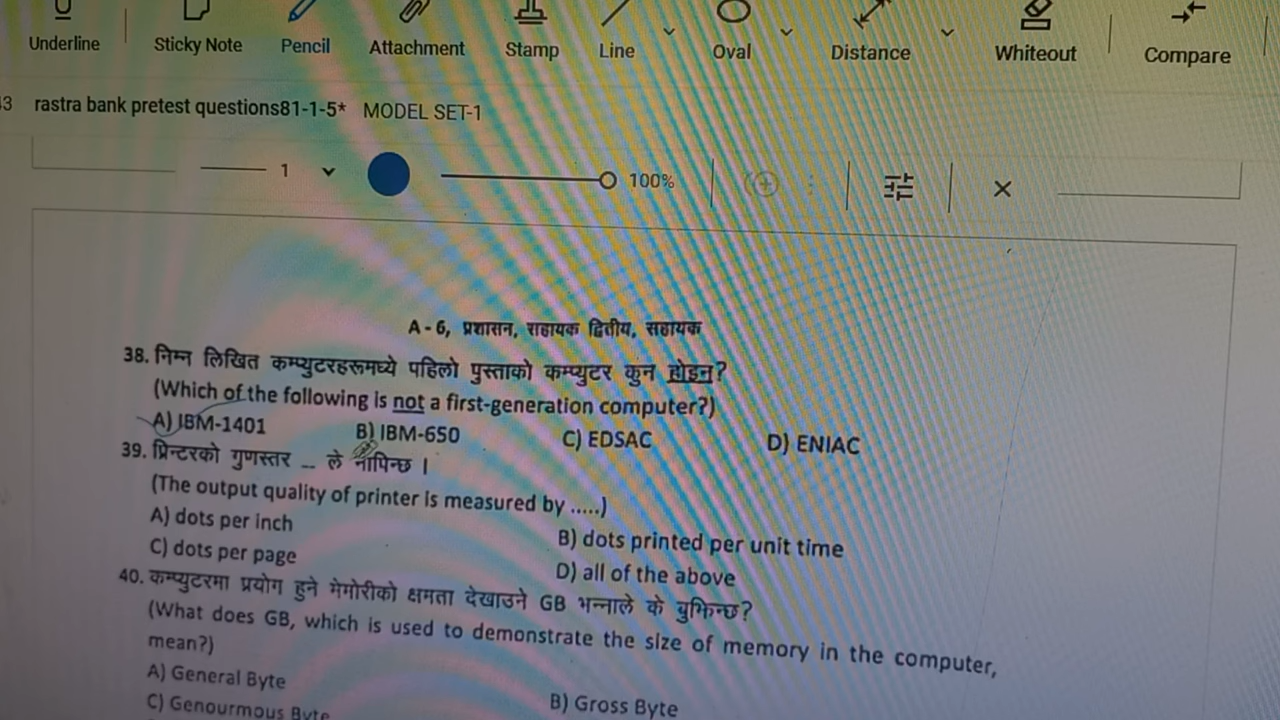 Underline Sticky Note Pencil Attachment Stamp Line Oval Distance Whiteout Compare
rastra bank pretest questions81-1-5* MODEL SET-1
1 100%
A - 6, प्रशासन, सहायक द्वितीय, सहायक
38. निम्न लिखित कम्प्युटरहरूमध्ये पहिलो पुस्ताको कम्प्युटर कुन होइन?
(Which of the following is not a first-generation computer?)
A) IBM-1401 B) IBM-650 C) EDSAC D) ENIAC
39. प्रिन्टरको गुणस्तर ... ले नापिन्छ ।
(The output quality of printer is measured by .....)
A) dots per inch B) dots printed per unit time
C) dots per page D) all of the above
40. कम्प्युटरमा प्रयोग हुने मेमोरीको क्षमता देखाउने GB भन्नाले के बुझिन्छ?
(What does GB, which is used to demonstrate the size of memory in the computer,
mean?)
A) General Byte B) Gross Byte
C) Genourmous Byte